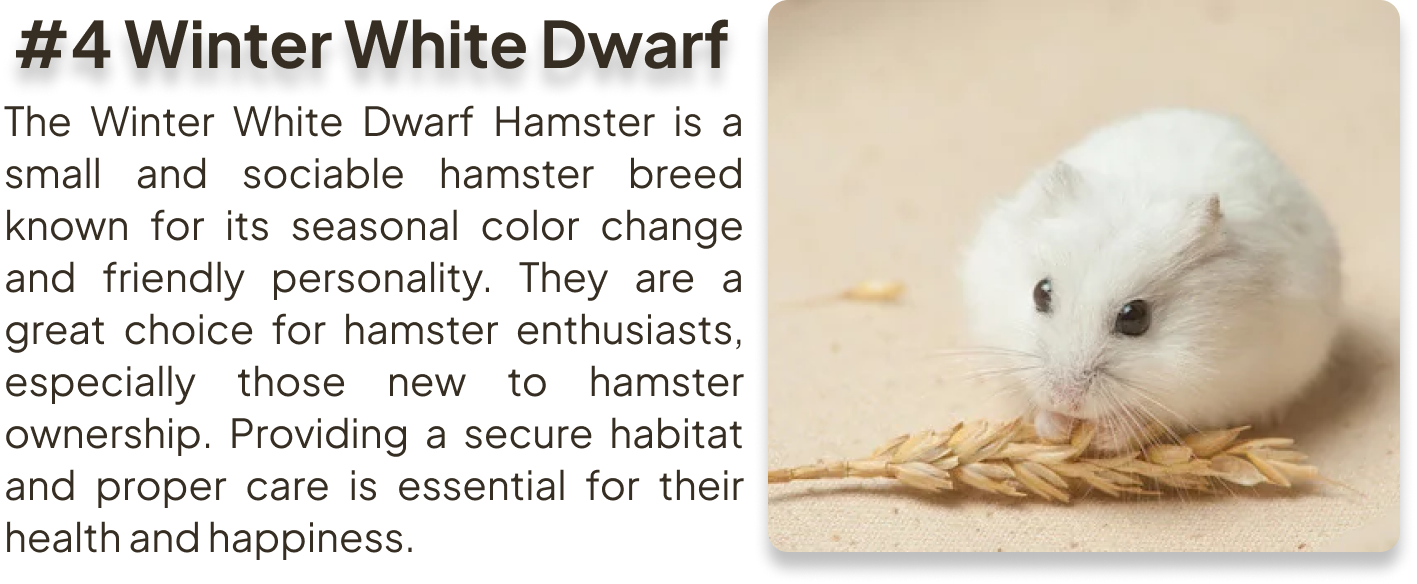 #4 Winter White Dwarf
The Winter White Dwarf Hamster is a
small and sociable hamster breed
known for its seasonal color change
and friendly personality. They are a
great choice for hamster enthusiasts,
especially those new to hamster
ownership. Providing a secure habitat
and proper care is essential for their
health and happiness.